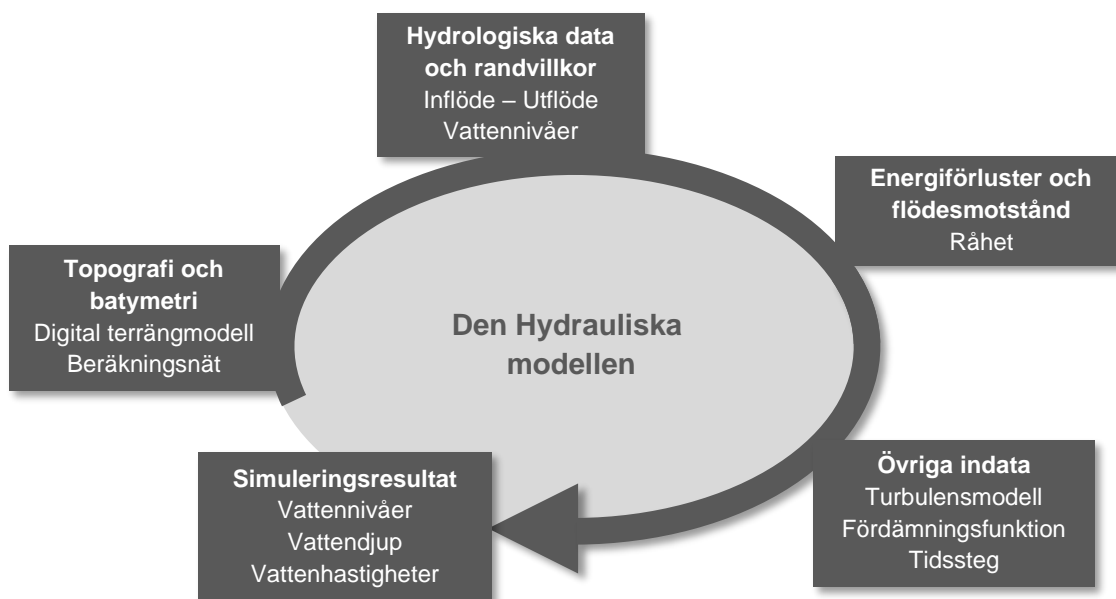 Hydrologiska data
och randvillkor
Inflöde – Utflöde
Vattennivåer
Energiförluster och
flödesmotstånd
Råhet
Topografi och
batymetri
Digital terrängmodell
Beräkningsnät
Den Hydrauliska
modellen
Övriga indata
Turbulensmodell
Fördämningsfunktion
Tidssteg
Simuleringsresultat
Vattennivåer
Vattendjup
Vattenhastigheter